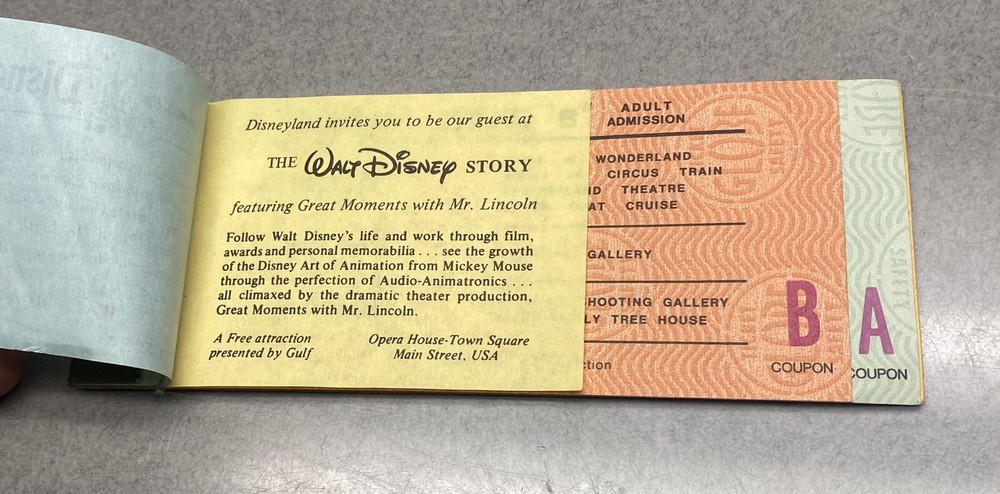 Disneyland invites you to be our guest at
THE Walt Disney STORY
featuring Great Moments with Mr. Lincoln
Follow Walt Disney's life and work through film,
awards and personal memorabilia . . . see the growth
of the Disney Art of Animation from Mickey Mouse
through the perfection of Audio-Animatronics . . .
all climaxed by the dramatic theater production,
Great Moments with Mr. Lincoln.
A Free attraction
presented by Gulf
Opera House-Town Square
Main Street, USA
ADULT
ADMISSION
WONDERLAND
CIRCUS TRAIN
THEATRE
CRUISE
GALLERY
SHOOTING GALLERY
TREE HOUSE
B
COUPON
A
COUPON
SAFETY